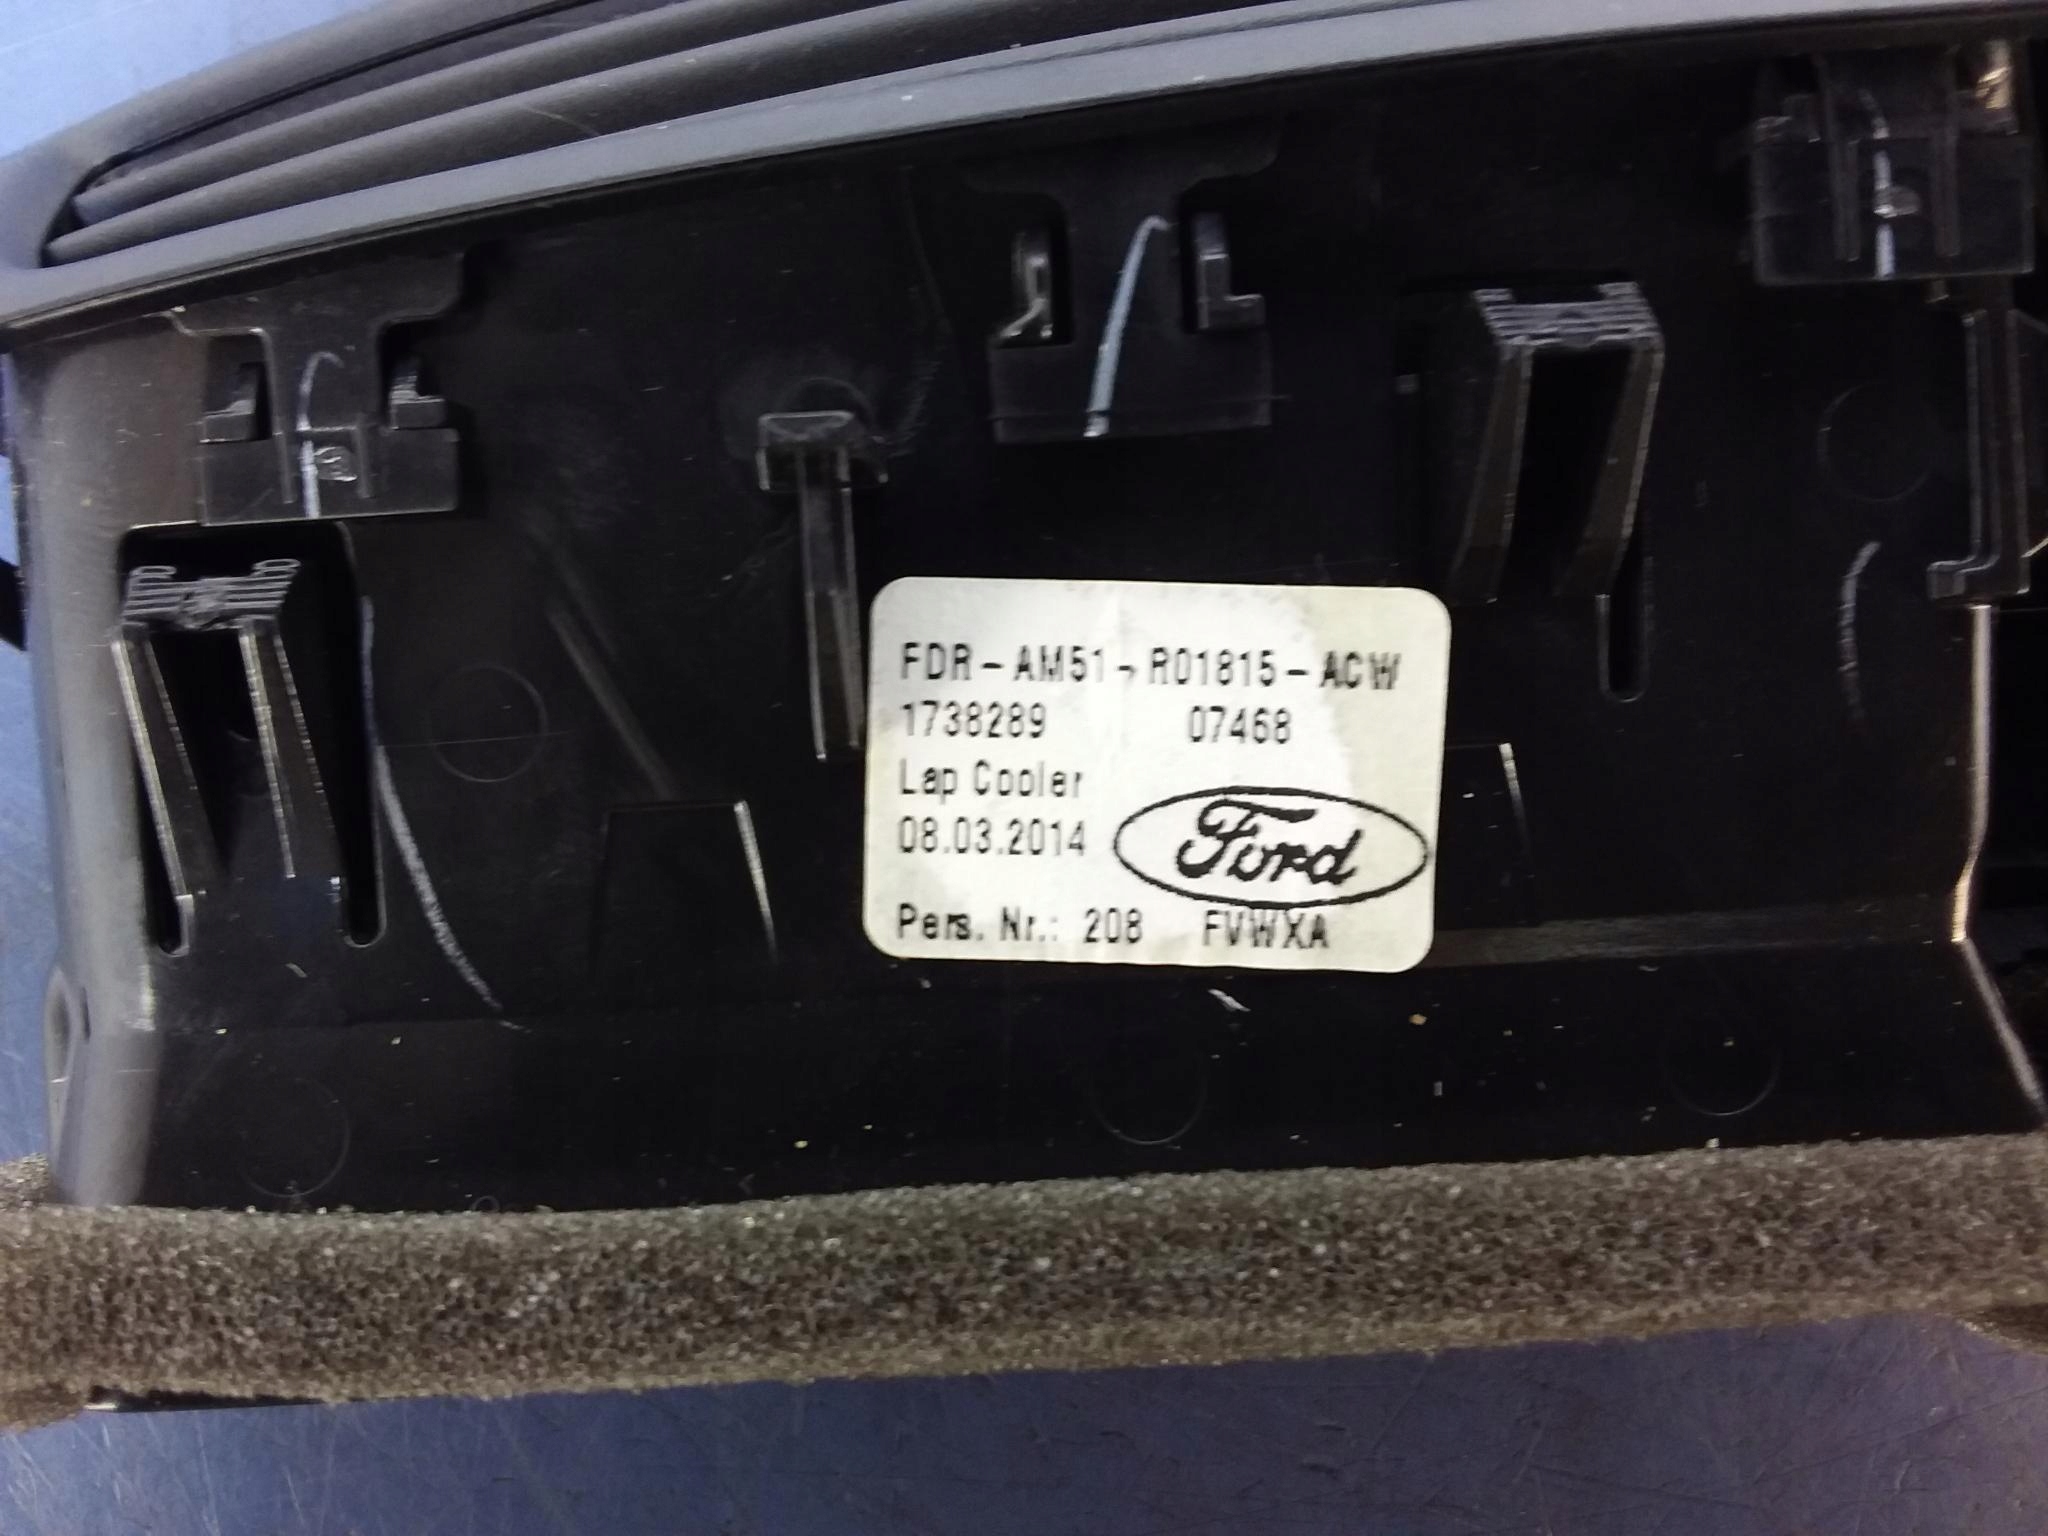 FDR-AM51-R01815-ACW
1738289 07468
Lap Cooler
08.03.2014 Ford
Pers. Nr.: 208 FVWXA